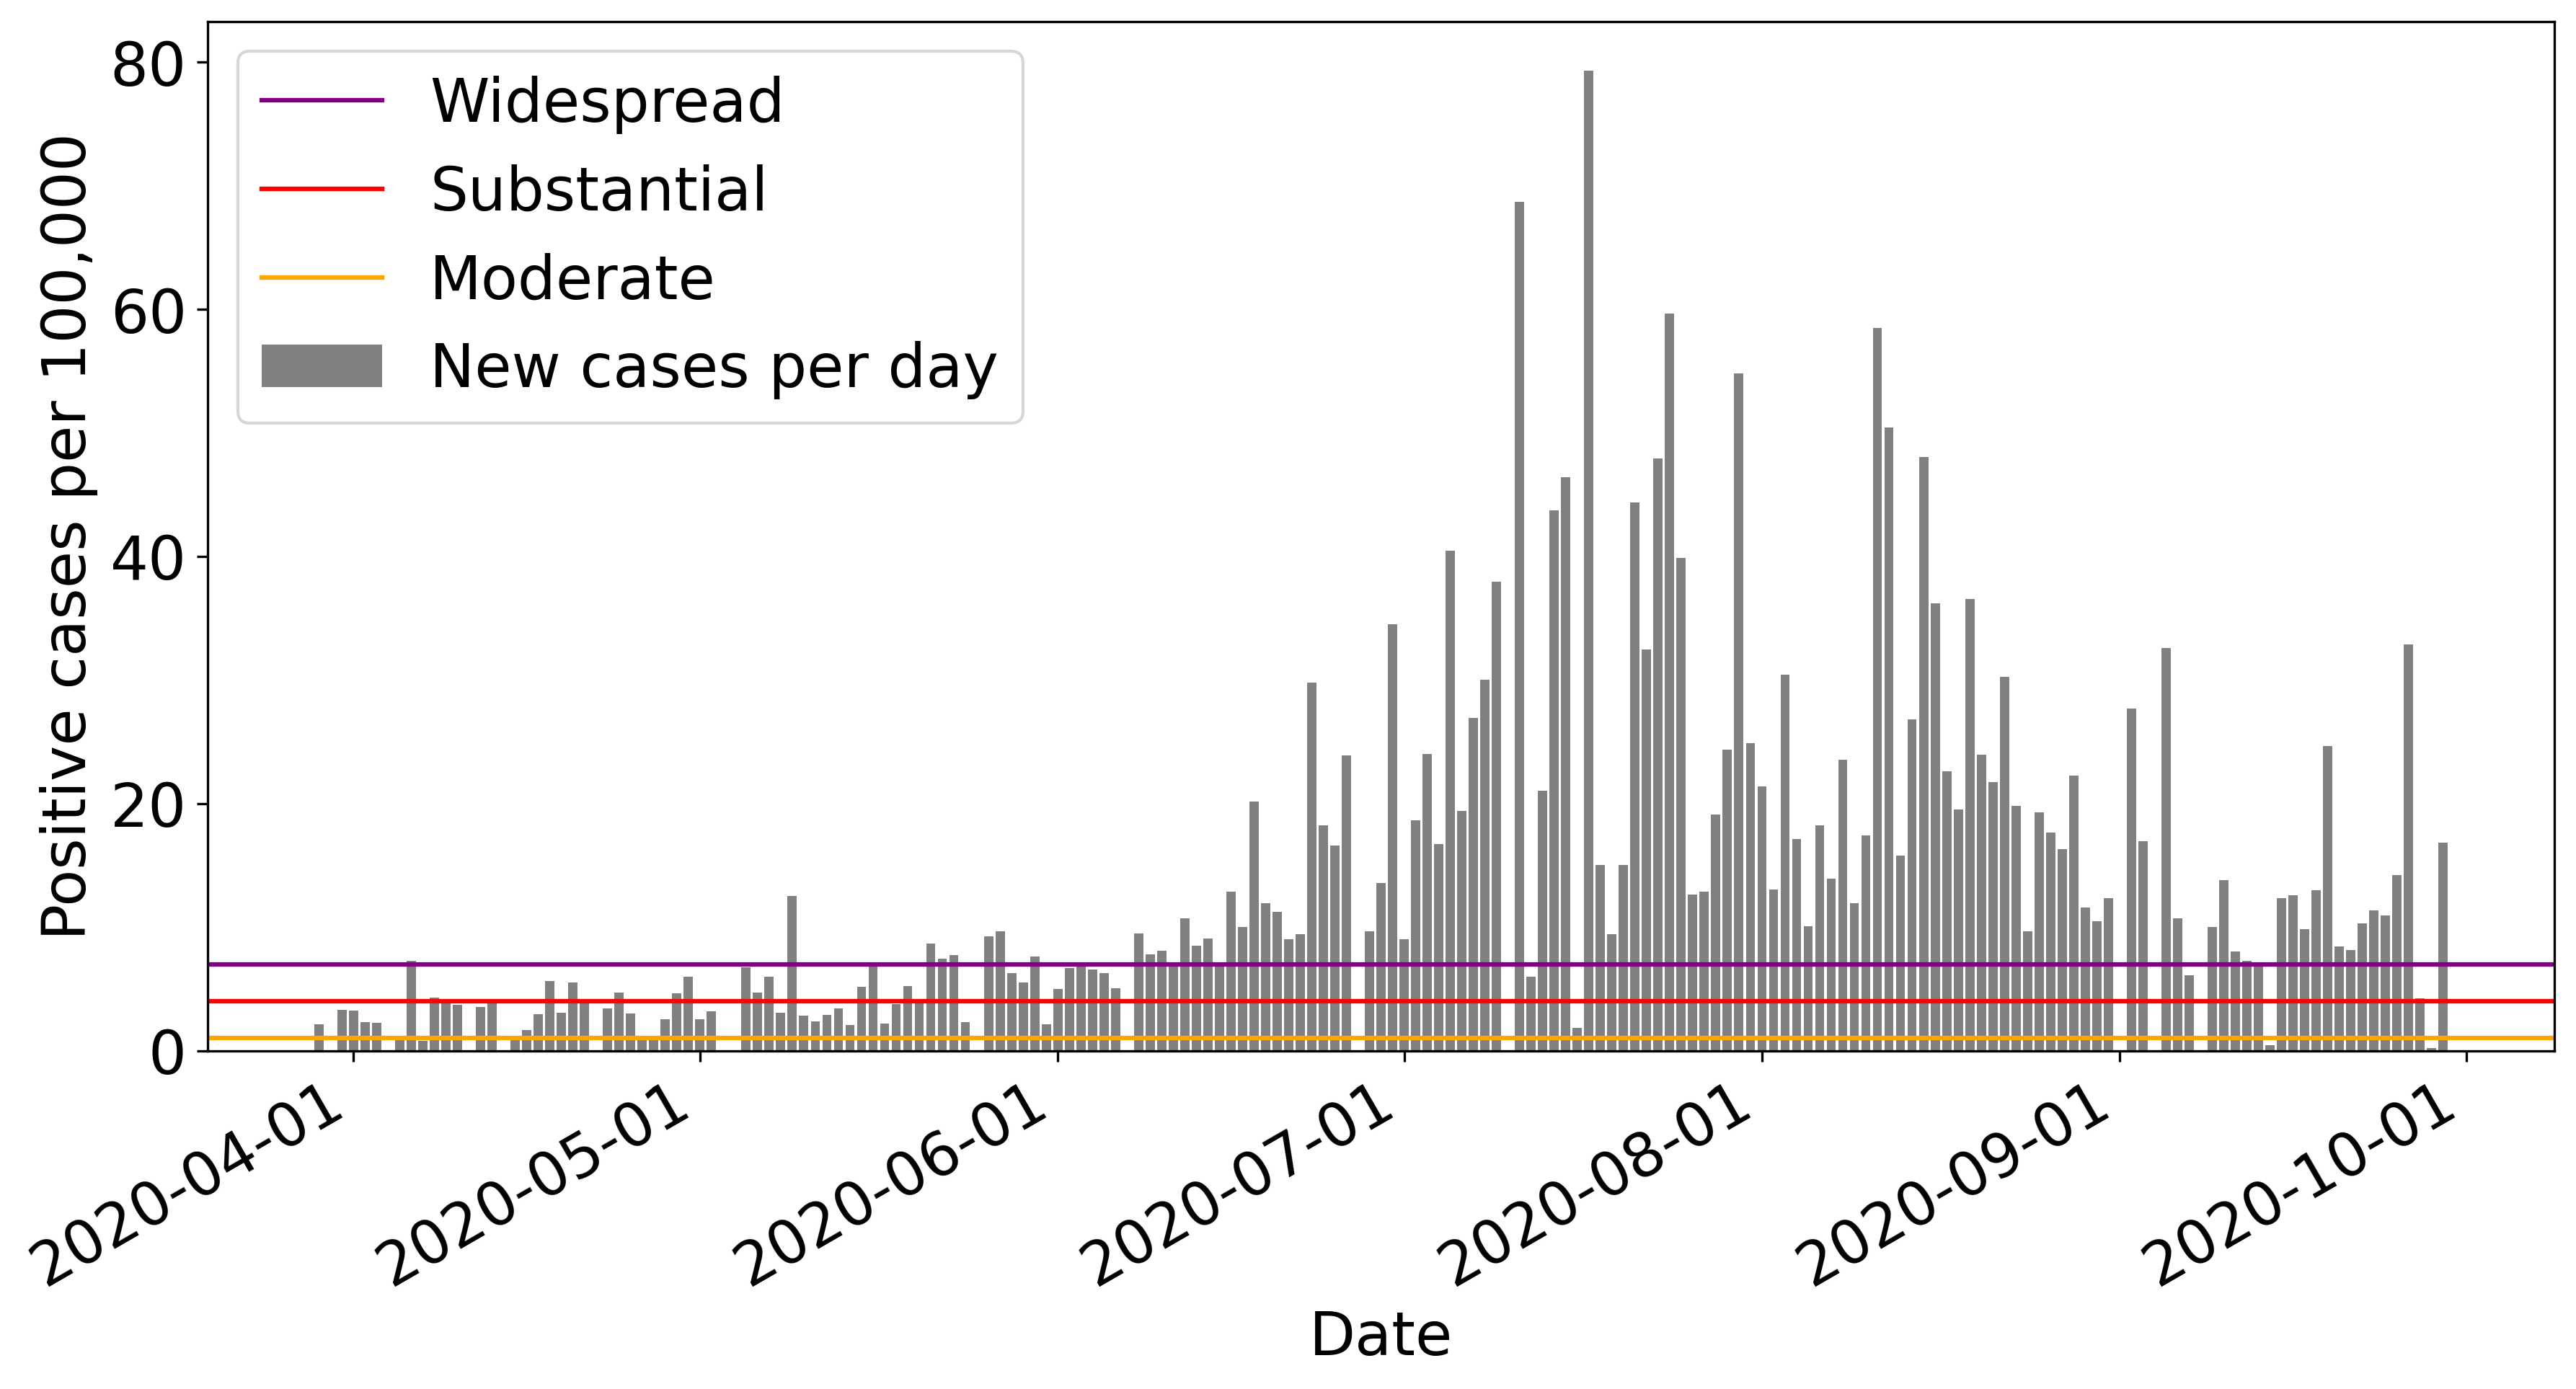 Widespread
Substantial
Moderate
New cases per day
Positive cases per 100,000
80
60
40
20
0
2020-04-01
2020-05-01
2020-06-01
2020-07-01
2020-08-01
2020-09-01
2020-10-01
Date